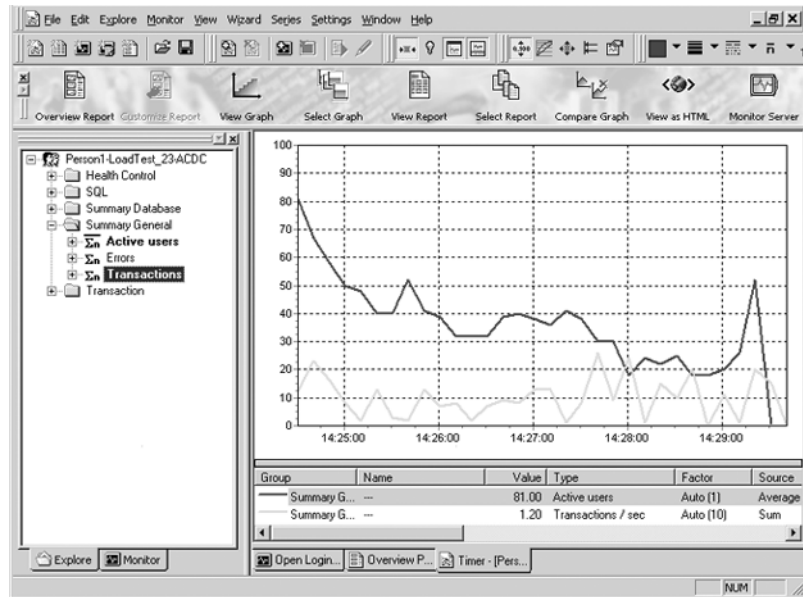 File Edit Explore Monitor View Wizard Series Settings Window Help
Overview Report Customize Report View Graph Select Graph View Report Select Report Compare Graph View as HTML Monitor Server
Person1-LoadTest_23-ACDC
Health Control
SQL
Summary Database
Summary General
Σn Active users
Σn Errors
Σn Transactions
Transaction
100
90
80
70
60
50
40
30
20
10
0
14:25:00 14:26:00 14:27:00 14:28:00 14:29:00
Group Name Value Type Factor Source
Summary G... --- 81.00 Active users Auto (1) Average
Summary G... --- 1.20 Transactions / sec Auto (10) Sum
Explore Monitor
Open Login... Overview P... Timer - [Pers...
NUM